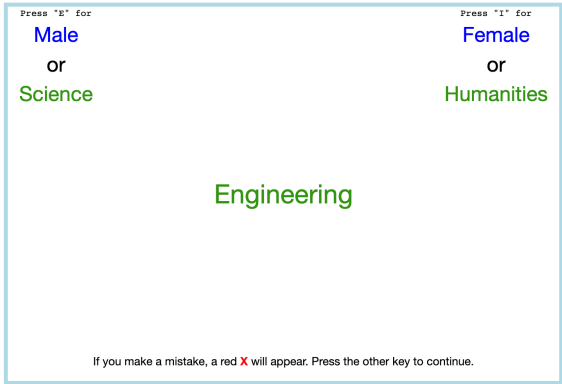 Press "E" for
Male
or
Science
Press "I" for
Female
or
Humanities
Engineering
If you make a mistake, a red X will appear. Press the other key to continue.